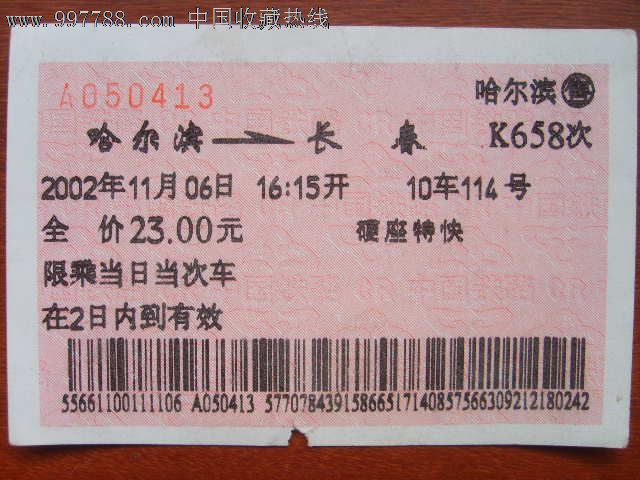 www.997788.com 中国收藏热线
A050413 哈尔滨 售
哈尔滨 长春 K658次
2002年11月06日 16:15开 10车114号
全 价23.00元 硬座特快
限乘当日当次车
在2日内到有效
55661100111106 A050413 57707843915866517140857566309212180242